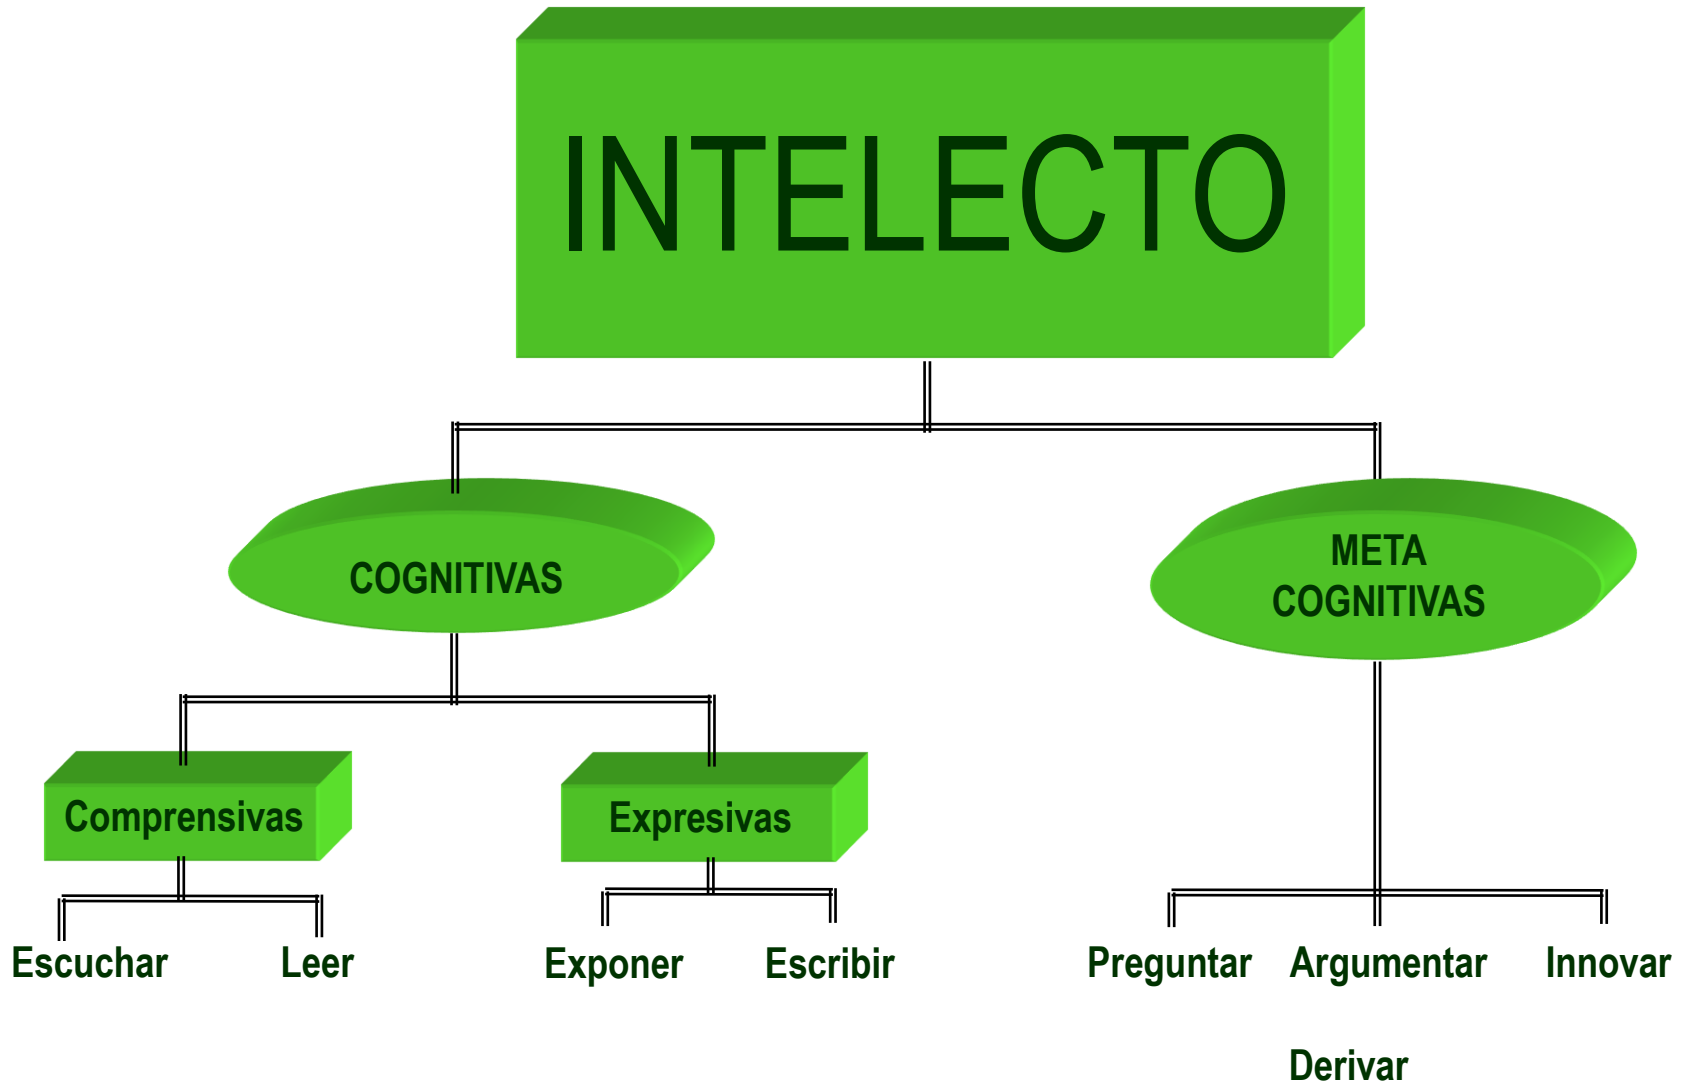 INTELECTO
COGNITIVAS
META
COGNITIVAS
Comprensivas
Expresivas
Escuchar
Leer
Exponer
Escribir
Preguntar
Argumentar
Innovar
Derivar